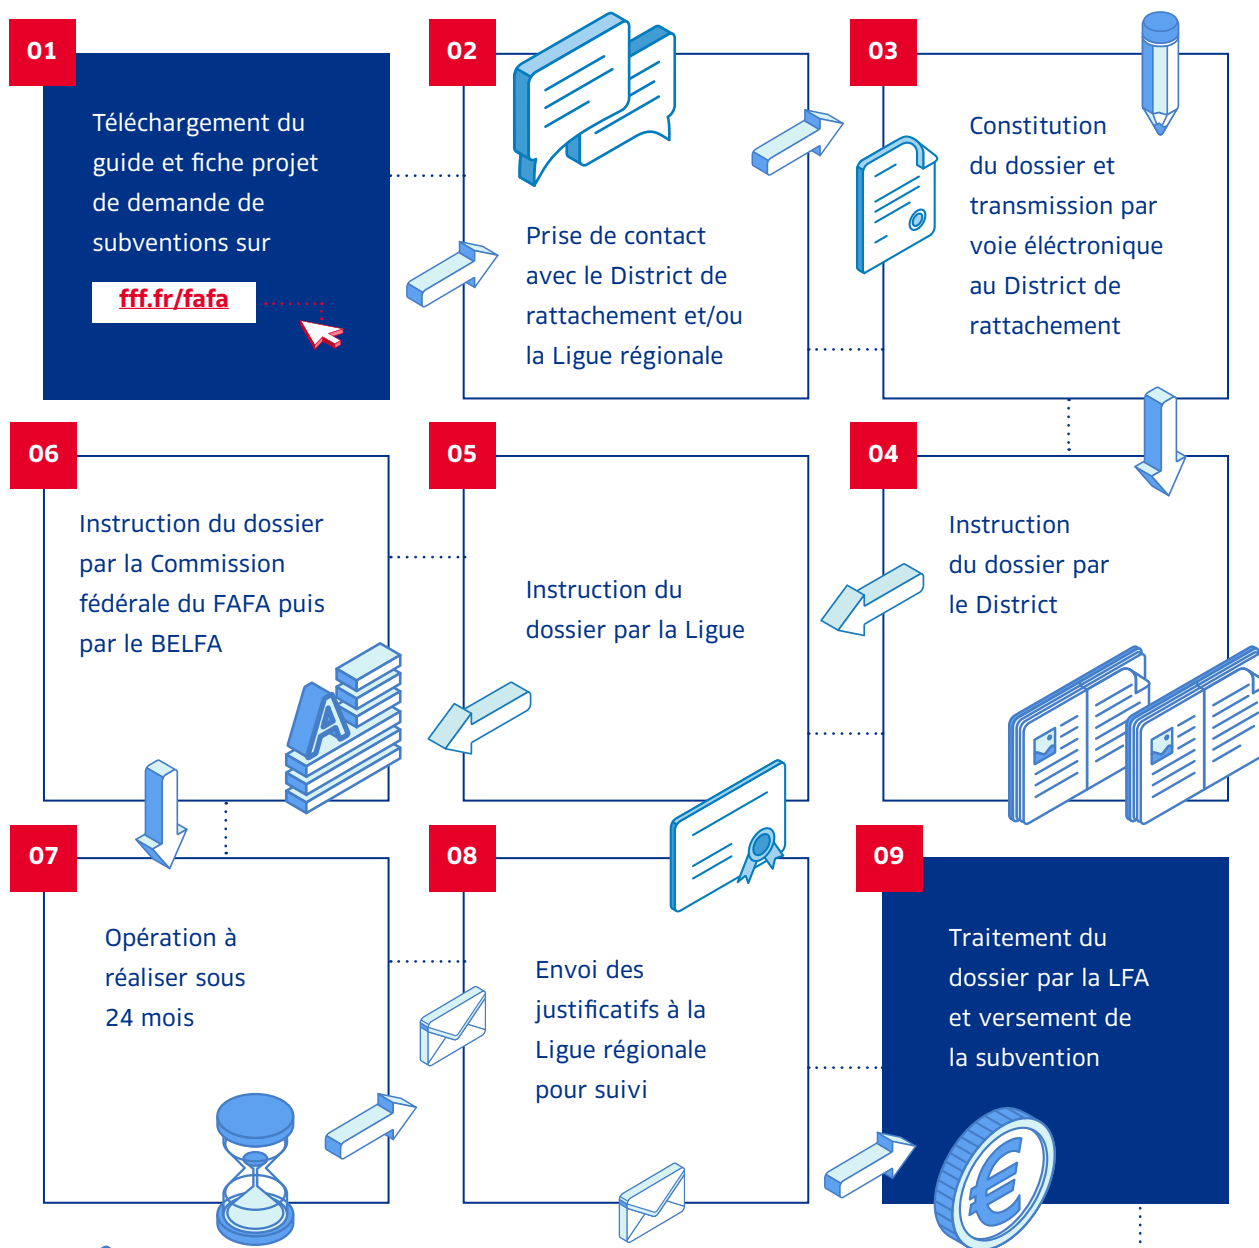 01
Téléchargement du
guide et fiche projet
de demande de
subventions sur
fff.fr/fafa
02
Prise de contact
avec le District de
rattachement et/ou
la Ligue régionale
03
Constitution
du dossier et
transmission par
voie éléctronique
au District de
rattachement
04
Instruction
du dossier par
le District
05
Instruction du
dossier par la Ligue
06
Instruction du dossier
par la Commission
fédérale du FAFA puis
par le BELFA
A
07
Opération à
réaliser sous
24 mois
08
Envoi des
justificatifs à la
Ligue régionale
pour suivi
09
Traitement du
dossier par la LFA
et versement de
la subvention
€